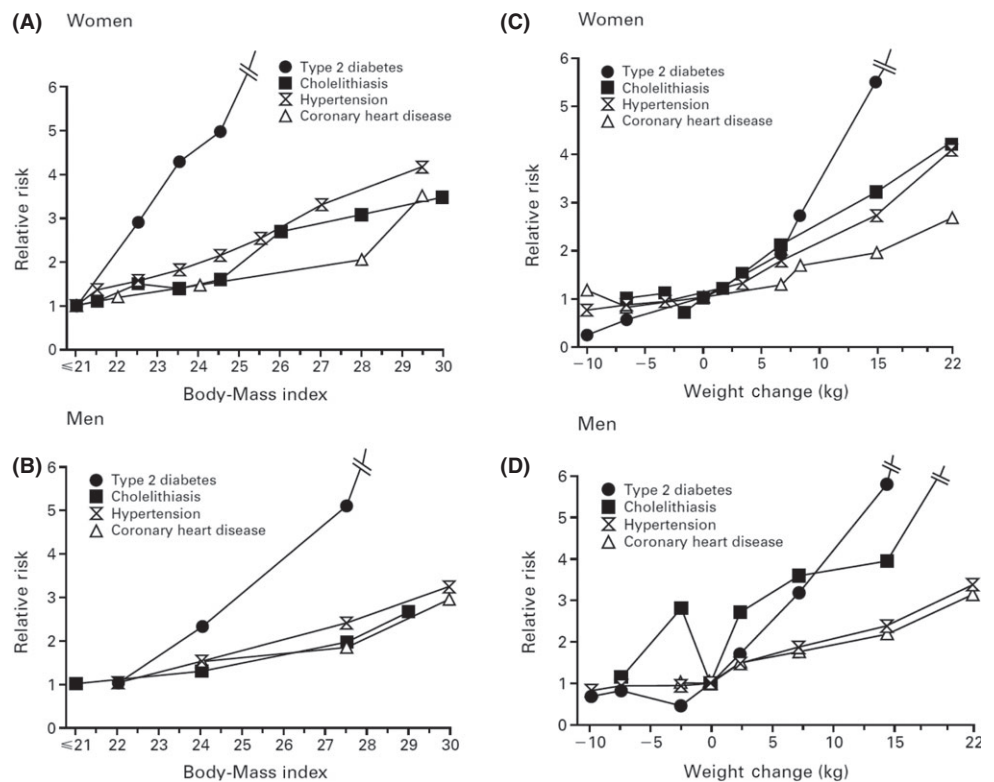 (A)
Women
Type 2 diabetes
Cholelithiasis
Hypertension
Coronary heart disease
Relative risk
6
5
4
3
2
1
0
≤21 22 23 24 25 26 27 28 29 30
Body-Mass index
(C)
Women
Type 2 diabetes
Cholelithiasis
Hypertension
Coronary heart disease
Relative risk
6
5
4
3
2
1
0
−10 −5 0 5 10 15 22
Weight change (kg)
(B)
Men
Type 2 diabetes
Cholelithiasis
Hypertension
Coronary heart disease
Relative risk
6
5
4
3
2
1
0
≤21 22 24 25 26 27 28 29 30
Body-Mass index
(D)
Men
Type 2 diabetes
Cholelithiasis
Hypertension
Coronary heart disease
Relative risk
6
5
4
3
2
1
0
−10 −5 0 5 10 15 22
Weight change (kg)